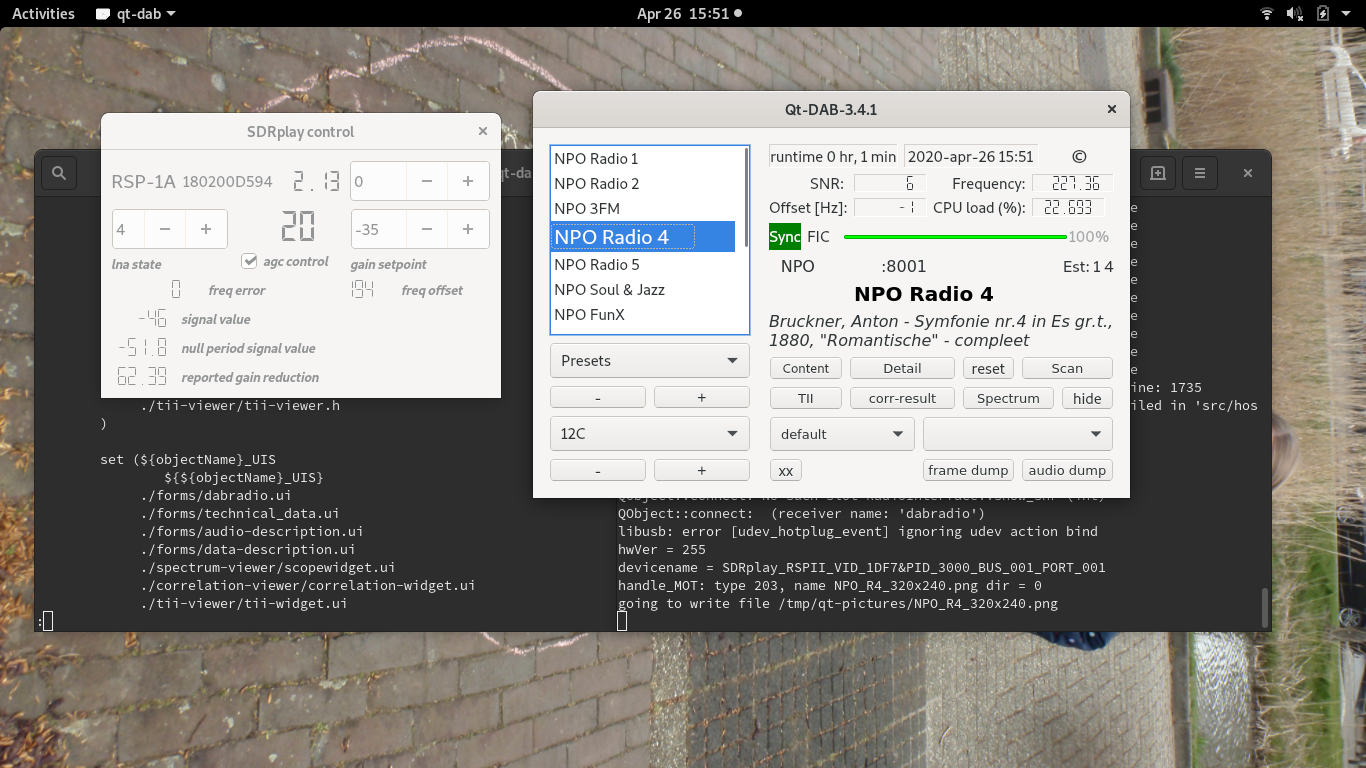 Activities qt-dab Apr 26 15:51
SDRplay control
RSP-1A 180200D594 2.13 0 − +
4 − + 20 -35 − +
lna state agc control gain setpoint
0 freq error 184 freq offset
-46 signal value
-51.8 null period signal value
62.39 reported gain reduction
Qt-DAB-3.4.1
NPO Radio 1
NPO Radio 2
NPO 3FM
NPO Radio 4
NPO Radio 5
NPO Soul & Jazz
NPO FunX
Presets
- +
12C
- +
runtime 0 hr, 1 min 2020-apr-26 15:51 ©
SNR: 6 Frequency: 227.36
Offset [Hz]: -1 CPU load (%): 22.693
Sync FIC 100%
NPO :8001 Est: 1 4
NPO Radio 4
Bruckner, Anton - Symfonie nr.4 in Es gr.t.,
1880, "Romantische" - compleet
Content Detail reset Scan
TII corr-result Spectrum hide
default
xx frame dump audio dump
qt-da
./tii-viewer/tii-viewer.h
)
set (${objectName}_UIS
${${objectName}_UIS}
./forms/dabradio.ui
./forms/technical_data.ui
./forms/audio-description.ui
./forms/data-description.ui
./spectrum-viewer/scopewidget.ui
./correlation-viewer/correlation-widget.ui
./tii-viewer/tii-widget.ui
:
e
e
e
e
e
e
e
e
e
e
ine: 1735
iled in 'src/hos
QObject::connect: (receiver name: 'dabradio')
libusb: error [udev_hotplug_event] ignoring udev action bind
hwVer = 255
devicename = SDRplay_RSPII_VID_1DF7&PID_3000_BUS_001_PORT_001
handle_MOT: type 203, name NPO_R4_320x240.png dir = 0
going to write file /tmp/qt-pictures/NPO_R4_320x240.png